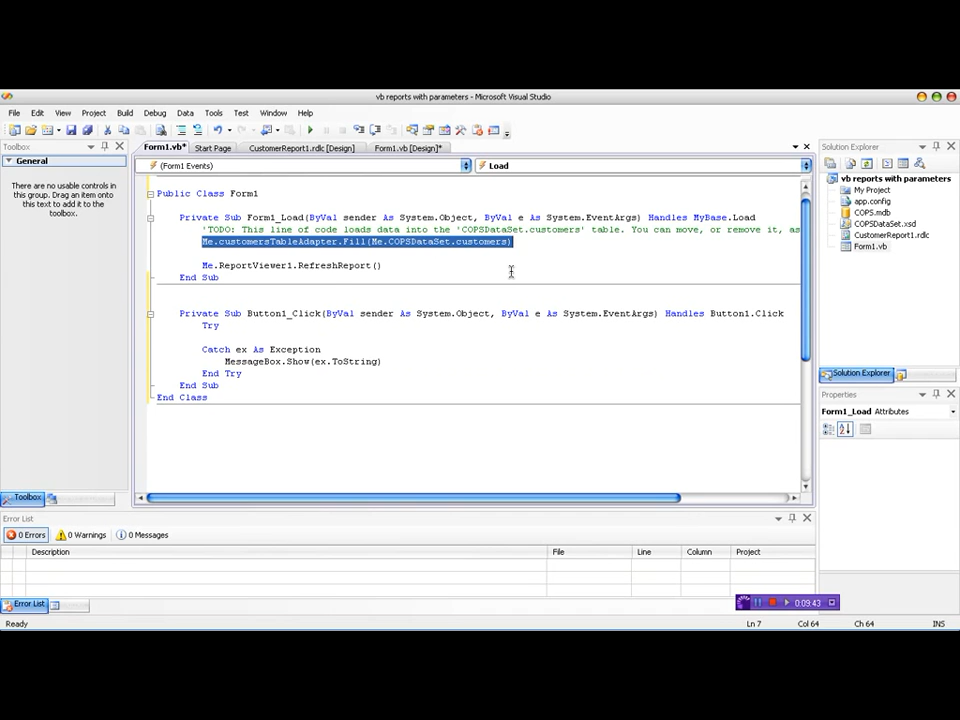 vb reports with parameters - Microsoft Visual Studio
File Edit View Project Build Debug Data Tools Test Window Help
Toolbox
General
There are no usable controls in
this group. Drag an item onto
this text to add it to the
toolbox.
Toolbox
Form1.vb* Start Page CustomerReport1.rdlc [Design] Form1.vb [Design]*
(Form1 Events) Load
Public Class Form1
Private Sub Form1_Load(ByVal sender As System.Object, ByVal e As System.EventArgs) Handles MyBase.Load
'TODO: This line of code loads data into the 'COPSDataSet.customers' table. You can move, or remove it, as
Me.customersTableAdapter.Fill(Me.COPSDataSet.customers)
Me.ReportViewer1.RefreshReport()
End Sub
Private Sub Button1_Click(ByVal sender As System.Object, ByVal e As System.EventArgs) Handles Button1.Click
Try
Catch ex As Exception
MessageBox.Show(ex.ToString)
End Try
End Sub
End Class
Solution Explorer
vb reports with parameters
My Project
app.config
COPS.mdb
COPSDataSet.xsd
CustomerReport1.rdlc
Form1.vb
Solution Explorer
Properties
Form1_Load Attributes
Error List
0 Errors 0 Warnings 0 Messages
Description File Line Column Project
Error List
0:09:43
Ready Ln 7 Col 64 Ch 64 INS